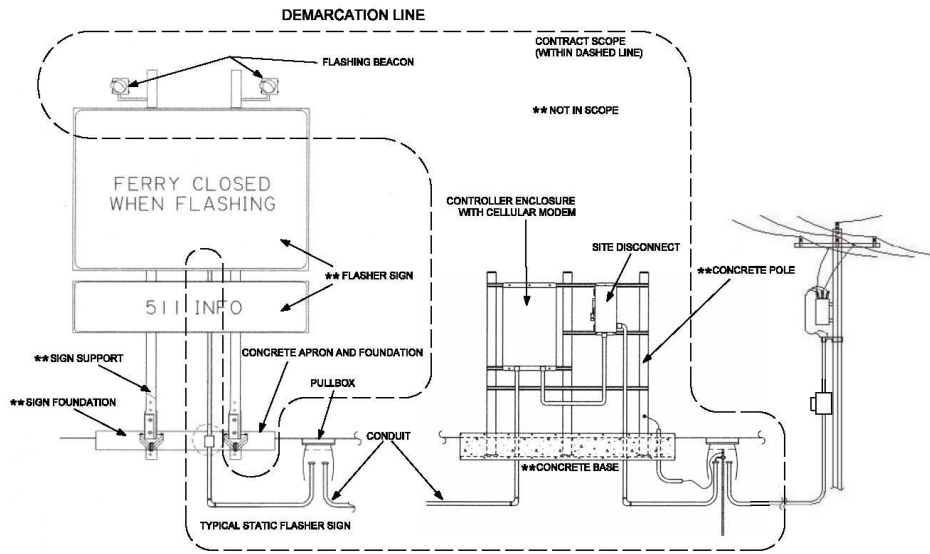 DEMARCATION LINE
FLASHING BEACON
CONTRACT SCOPE
(WITHIN DASHED LINE)
** NOT IN SCOPE
FERRY CLOSED
WHEN FLASHING
CONTROLLER ENCLOSURE
WITH CELLULAR MODEM
SITE DISCONNECT
** FLASHER SIGN
**CONCRETE POLE
511 INFO
**SIGN SUPPORT
CONCRETE APRON AND FOUNDATION
PULLBOX
**SIGN FOUNDATION
CONDUIT
**CONCRETE BASE
TYPICAL STATIC FLASHER SIGN